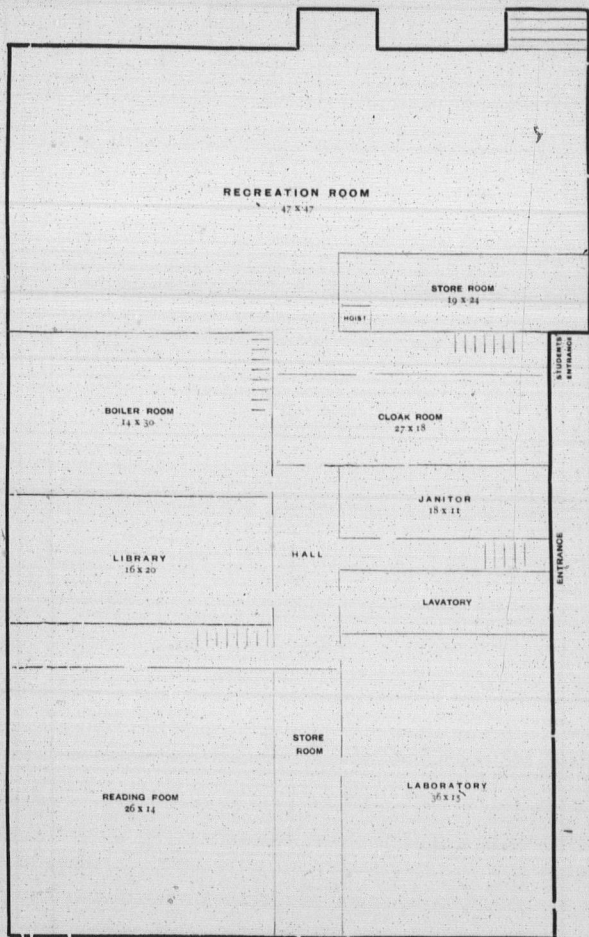 RECREATION ROOM
47 x 47
STORE ROOM
19 x 24
HOIST
STUDENTS'
ENTRANCE
BOILER ROOM
14 x 30
CLOAK ROOM
27 x 18
JANITOR
18 x 11
HALL
ENTRANCE
LIBRARY
16 x 20
LAVATORY
STORE
ROOM
READING ROOM
26 x 14
LABORATORY
36 x 15